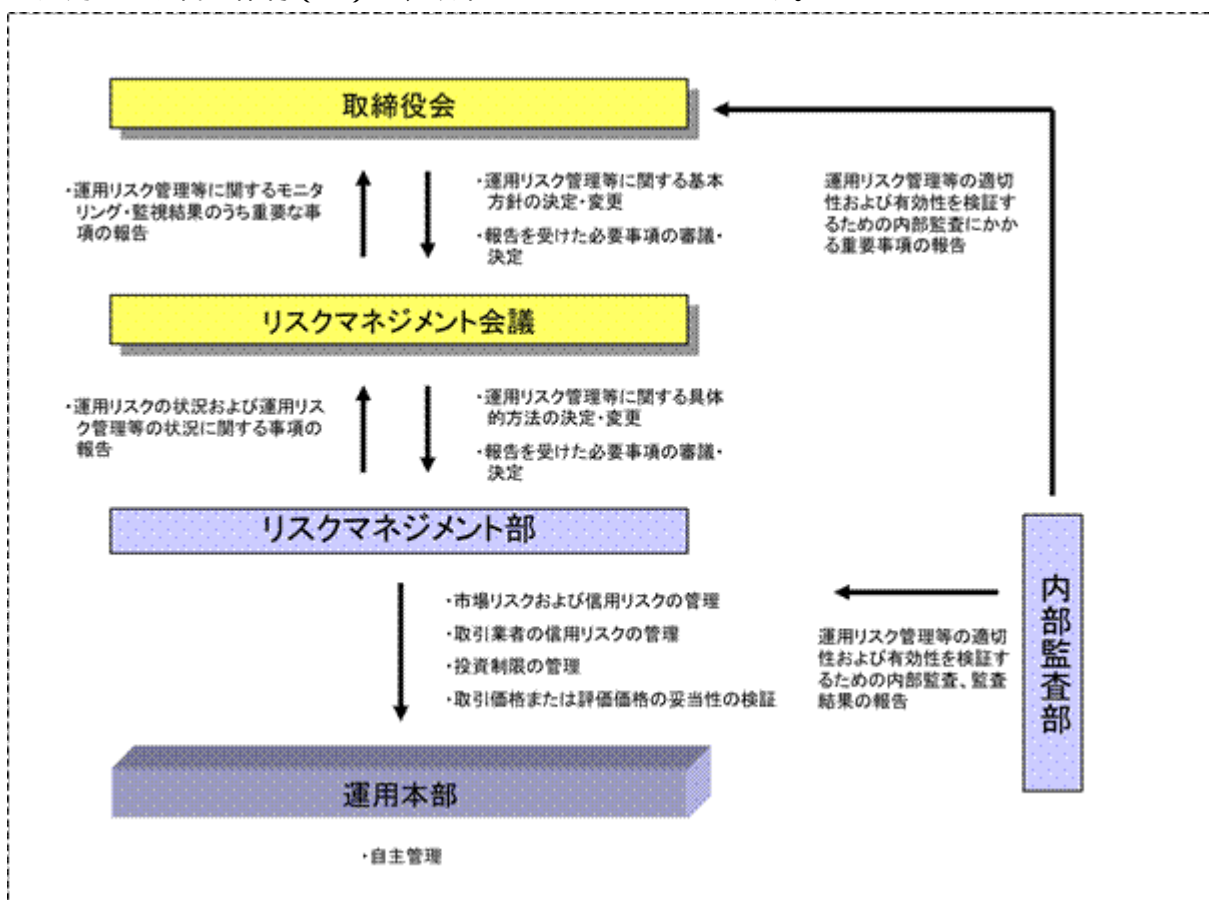 取締役会
・運用リスク管理等に関するモニタ
リング・監視結果のうち重要な事
項の報告
・運用リスク管理等に関する基本
方針の決定・変更
・報告を受けた必要事項の審議・
決定
運用リスク管理等の適切
性および有効性を検証す
るための内部監査にかか
る重要事項の報告
リスクマネジメント会議
・運用リスクの状況および運用リス
ク管理等の状況に関する事項の
報告
・運用リスク管理等に関する具体
的方法の決定・変更
・報告を受けた必要事項の審議・
決定
リスクマネジメント部
・市場リスクおよび信用リスクの管理
・取引業者の信用リスクの管理
・投資制限の管理
・取引価格または評価価格の妥当性の検証
運用リスク管理等の適切
性および有効性を検証す
るための内部監査、監査
結果の報告
内部監査部
運用本部
・自主管理